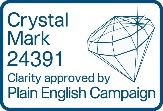 Crystal
Mark
24391
Clarity approved by
Plain English Campaign